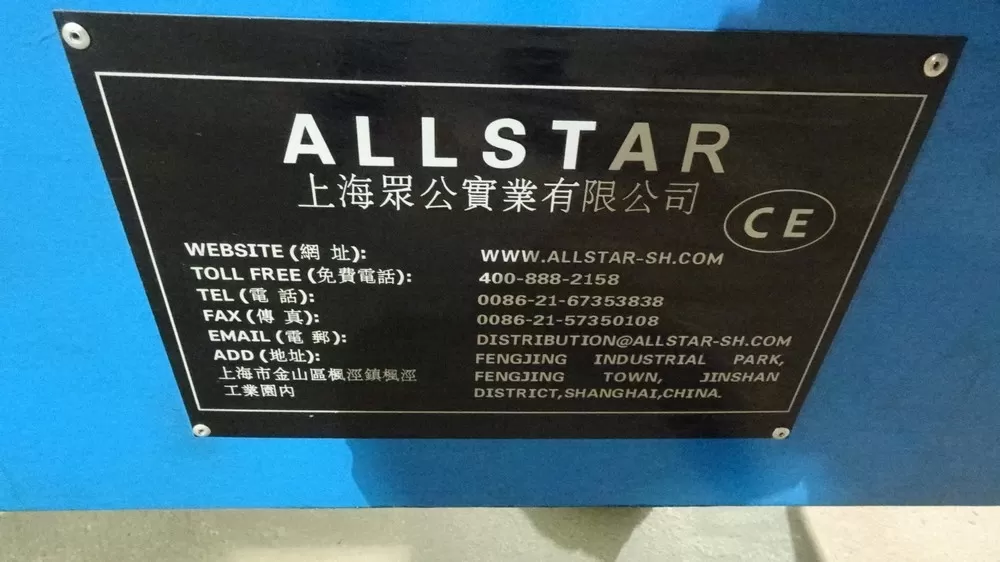 ALLSTAR
上海眾公實業有限公司
CE
WEBSITE (網 址): WWW.ALLSTAR-SH.COM
TOLL FREE (免費電話): 400-888-2158
TEL (電 話): 0086-21-67353838
FAX (傳 真): 0086-21-57350108
EMAIL (電 郵): DISTRIBUTION@ALLSTAR-SH.COM
ADD (地址): FENGJING INDUSTRIAL PARK,
上海市金山區楓涇鎮楓涇 FENGJING TOWN, JINSHAN
工業園内 DISTRICT,SHANGHAI,CHINA.